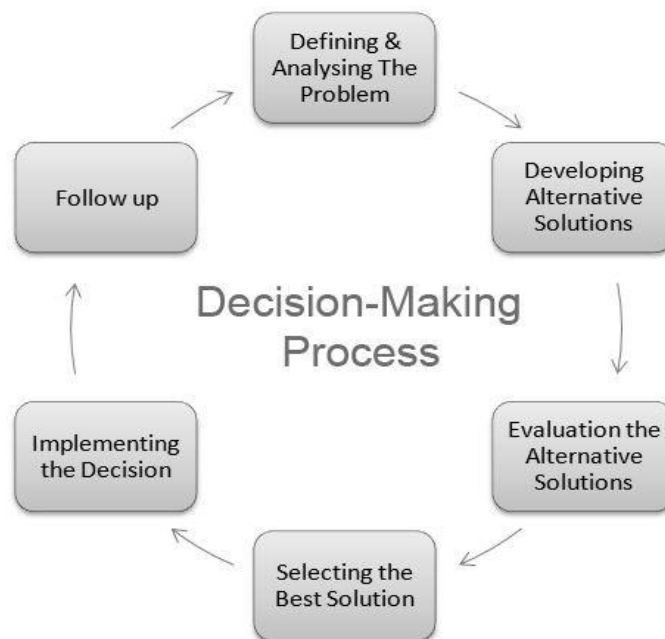 Defining &
Analysing The
Problem
Developing
Alternative
Solutions
Evaluation the
Alternative
Solutions
Selecting the
Best Solution
Implementing
the Decision
Follow up
Decision-Making
Process